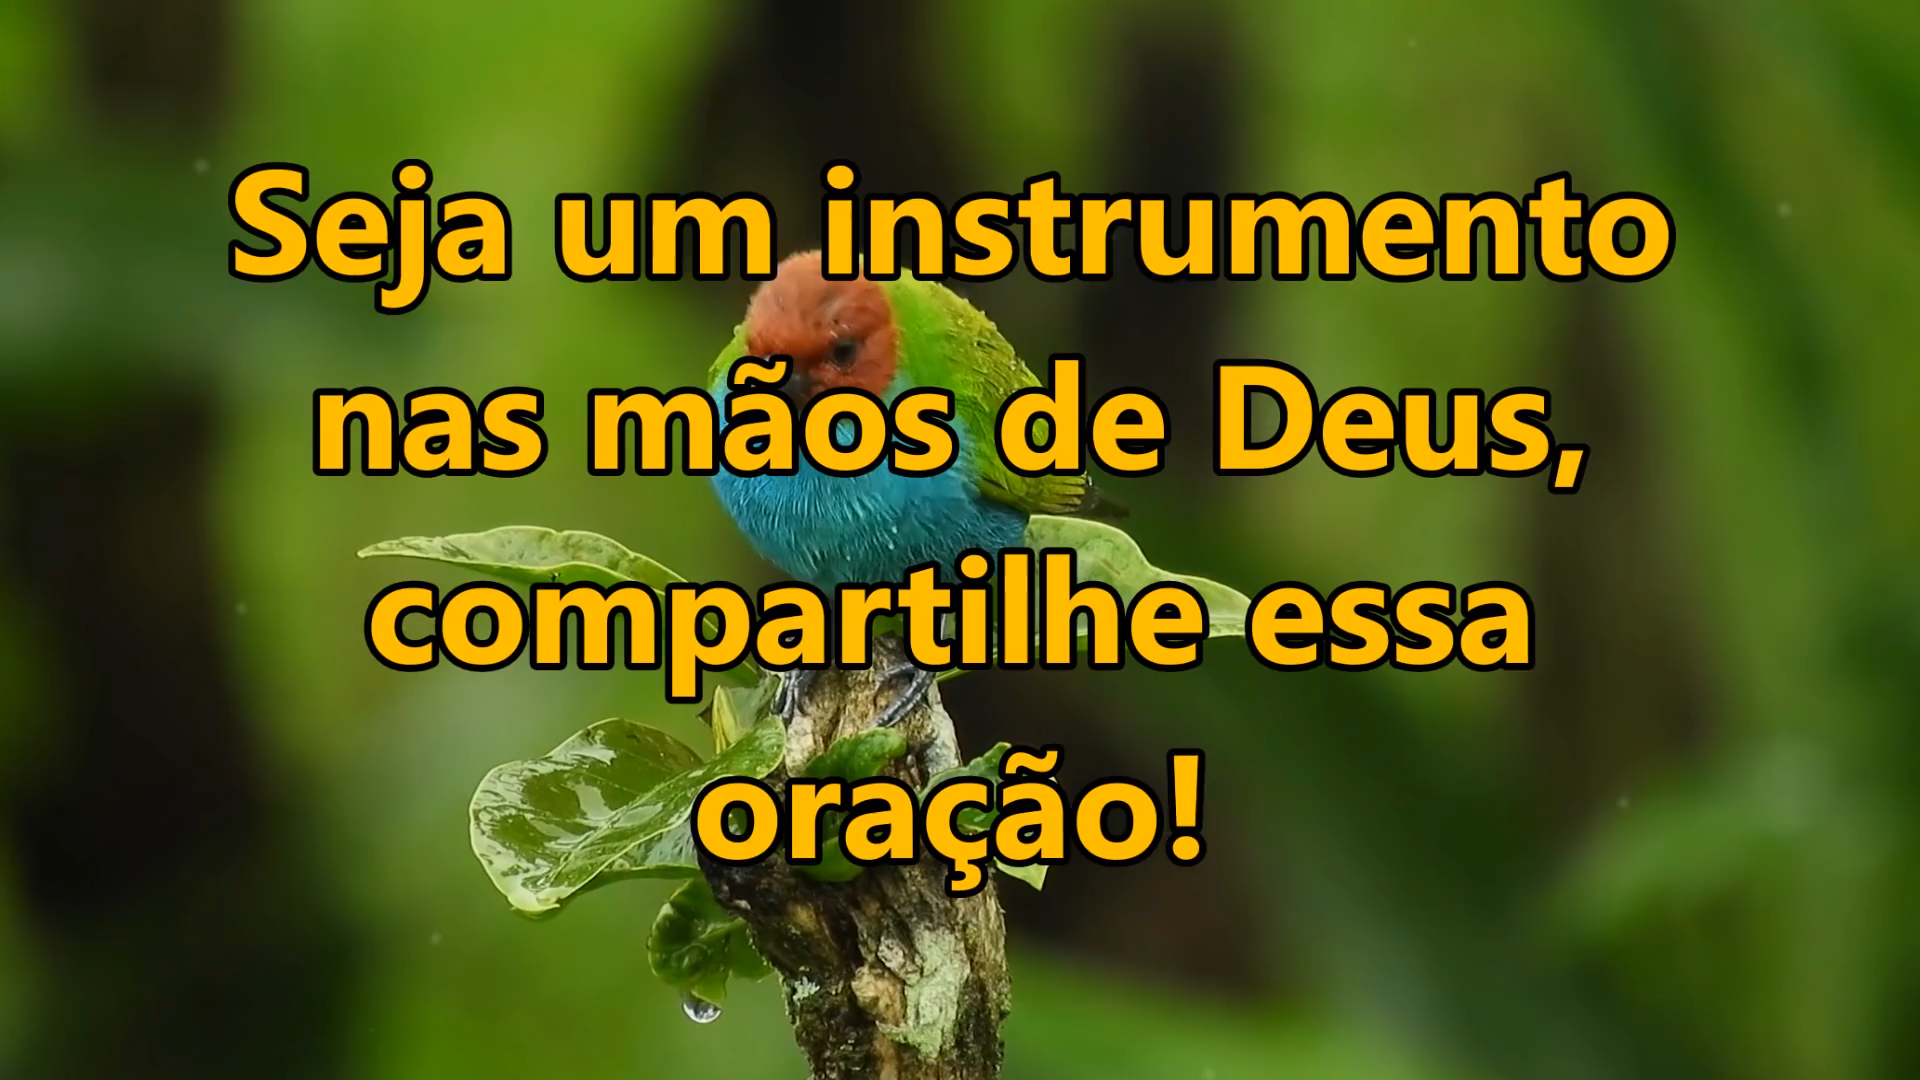 Seja um instrumento
nas mãos de Deus,
compartilhe essa
oração!